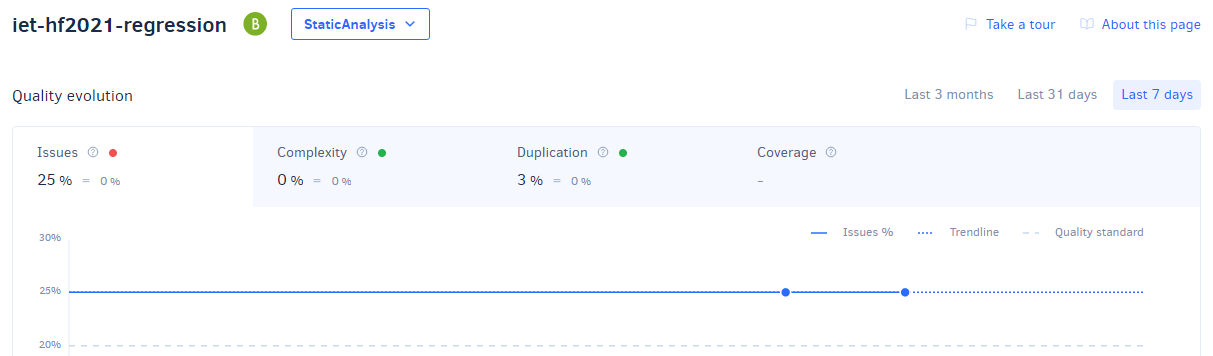 iet-hf2021-regression B StaticAnalysis Take a tour About this page
Quality evolution Last 3 months Last 31 days Last 7 days
Issues Complexity Duplication Coverage
25 % = 0 % 0 % = 0 % 3 % = 0 % –
Issues % Trendline Quality standard
30%
25%
20%